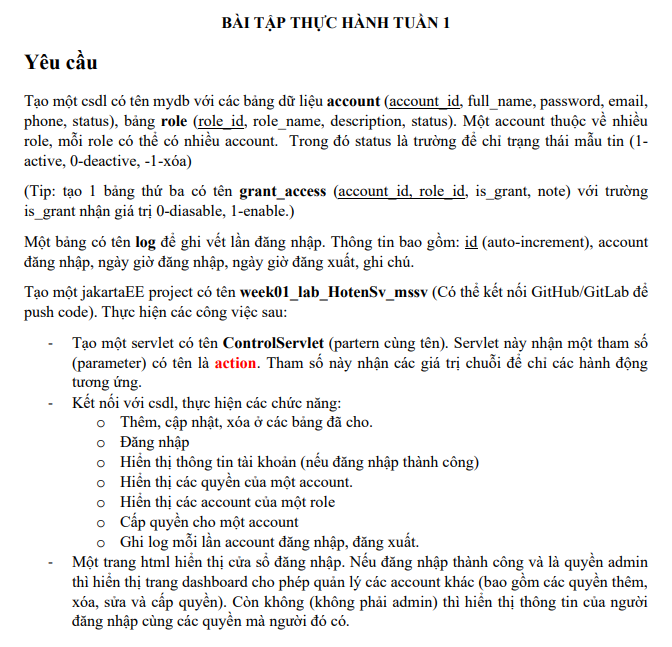 BÀI TẬP THỰC HÀNH TUẦN 1
Yêu cầu
Tạo một csdl có tên mydb với các bảng dữ liệu account (account_id, full_name, password, email,
phone, status), bảng role (role_id, role_name, description, status). Một account thuộc về nhiều
role, mỗi role có thể có nhiều account. Trong đó status là trường để chỉ trạng thái mẫu tin (1-
active, 0-deactive, -1-xóa)
(Tip: tạo 1 bảng thứ ba có tên grant_access (account_id, role_id, is_grant, note) với trường
is_grant nhận giá trị 0-diasable, 1-enable.)
Một bảng có tên log để ghi vết lần đăng nhập. Thông tin bao gồm: id (auto-increment), account
đăng nhập, ngày giờ đăng nhập, ngày giờ đăng xuất, ghi chú.
Tạo một jakartaEE project có tên week01_lab_HotenSv_mssv (Có thể kết nối GitHub/GitLab để
push code). Thực hiện các công việc sau:
- Tạo một servlet có tên ControlServlet (partern cùng tên). Servlet này nhận một tham số
(parameter) có tên là action. Tham số này nhận các giá trị chuỗi để chỉ các hành động
tương ứng.
- Kết nối với csdl, thực hiện các chức năng:
o Thêm, cập nhật, xóa ở các bảng đã cho.
o Đăng nhập
o Hiển thị thông tin tài khoản (nếu đăng nhập thành công)
o Hiển thị các quyền của một account.
o Hiển thị các account của một role
o Cấp quyền cho một account
o Ghi log mỗi lần account đăng nhập, đăng xuất.
- Một trang html hiển thị cửa sổ đăng nhập. Nếu đăng nhập thành công và là quyền admin
thì hiển thị trang dashboard cho phép quản lý các account khác (bao gồm các quyền thêm,
xóa, sửa và cấp quyền). Còn không (không phải admin) thì hiển thị thông tin của người
đăng nhập cùng các quyền mà người đó có.